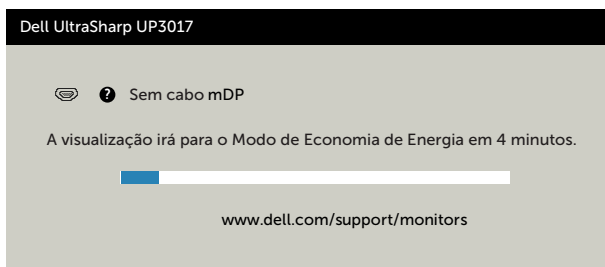 Dell UltraSharp UP3017
? Sem cabo mDP
A visualização irá para o Modo de Economia de Energia em 4 minutos.
www.dell.com/support/monitors